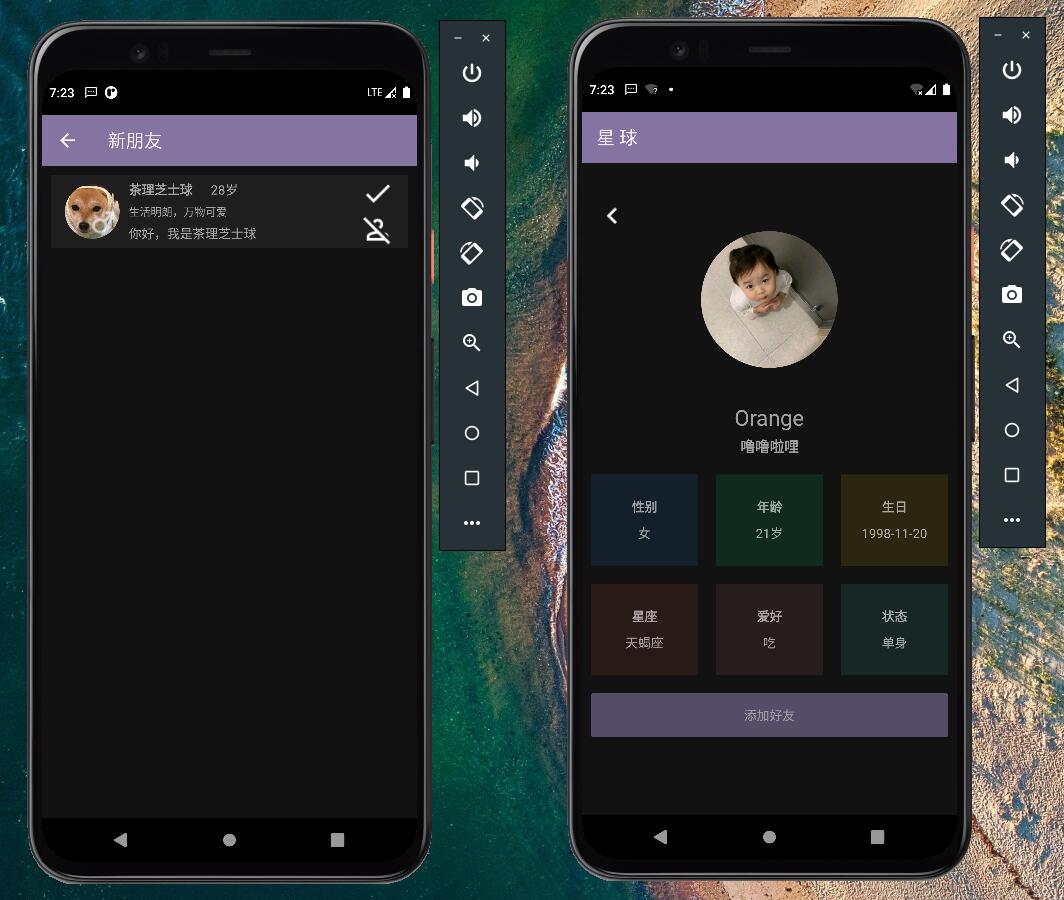 7:23
LTE
新朋友
茶理芝士球 28岁
生活明朗，万物可爱
你好，我是茶理芝士球
7:23
星球
Orange
噜噜啦哩
性别
女
年龄
21岁
生日
1998-11-20
星座
天蝎座
爱好
吃
状态
单身
添加好友